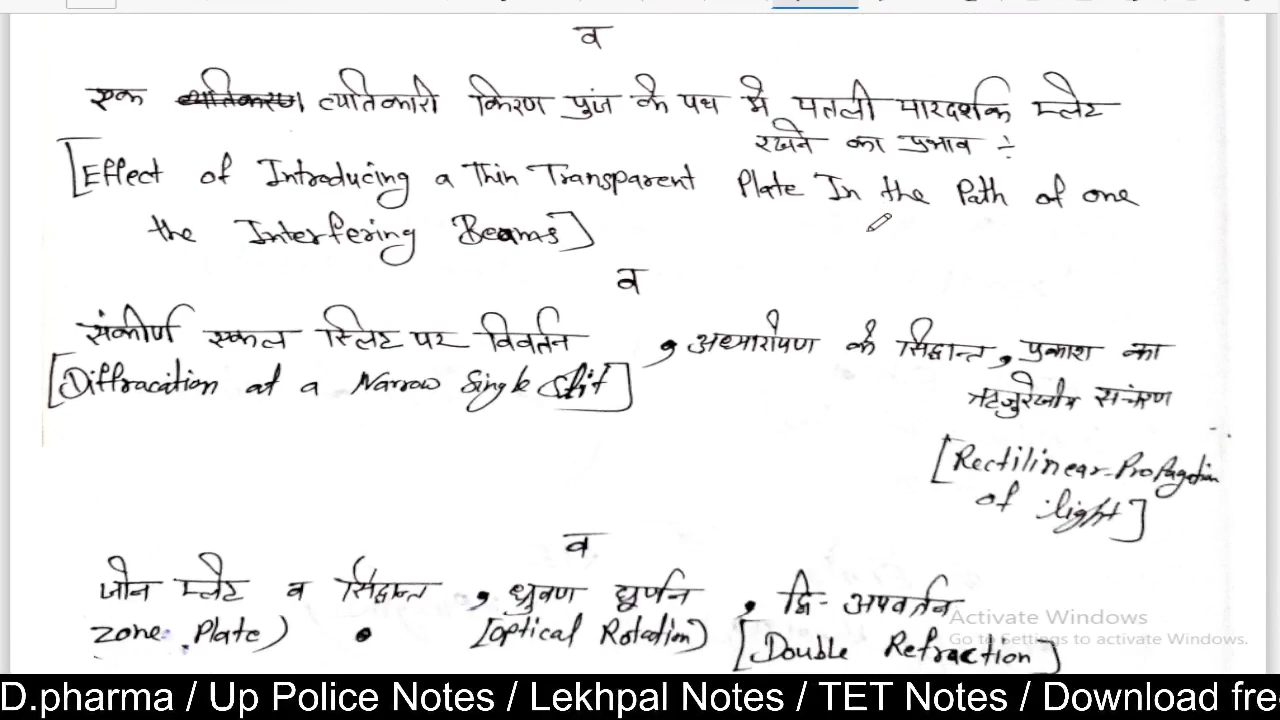 व
एक व्यतिकारी किरण पुंज के पथ में पतली पारदर्शक प्लेट
रखने का प्रभाव ÷
[Effect of Introducing a Thin Transparent Plate In the Path of one
the Interfering Beams]
व
संकीर्ण एकल स्लिट पर विवर्तन , अध्यारोपण के सिद्धान्त, प्रकाश का
ऋजुरेखीय संचरण
[Diffracition at a Narrow Single Slit]
[Rectilinear-Propagation
of light]
व
जोन प्लेट व सिद्धान्त , ध्रुवण घूर्णन , द्वि-अपवर्तन
zone Plate) [Optical Rotation) [Double Refraction]
Activate Windows
Go to Settings to activate Windows.
D.pharma / Up Police Notes / Lekhpal Notes / TET Notes / Download fre